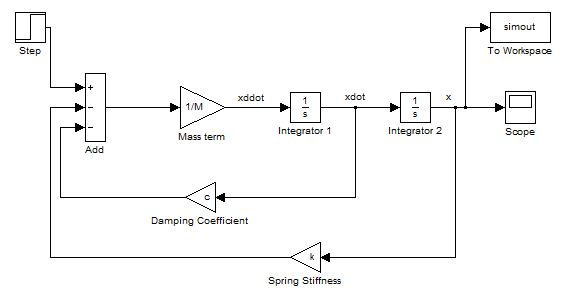 simout
Step
To Workspace
xddot
xdot
x
+
−
−
1/M
1
s
1
s
Mass term
Integrator 1
Integrator 2
Scope
Add
c
Damping Coefficient
k
Spring Stiffness